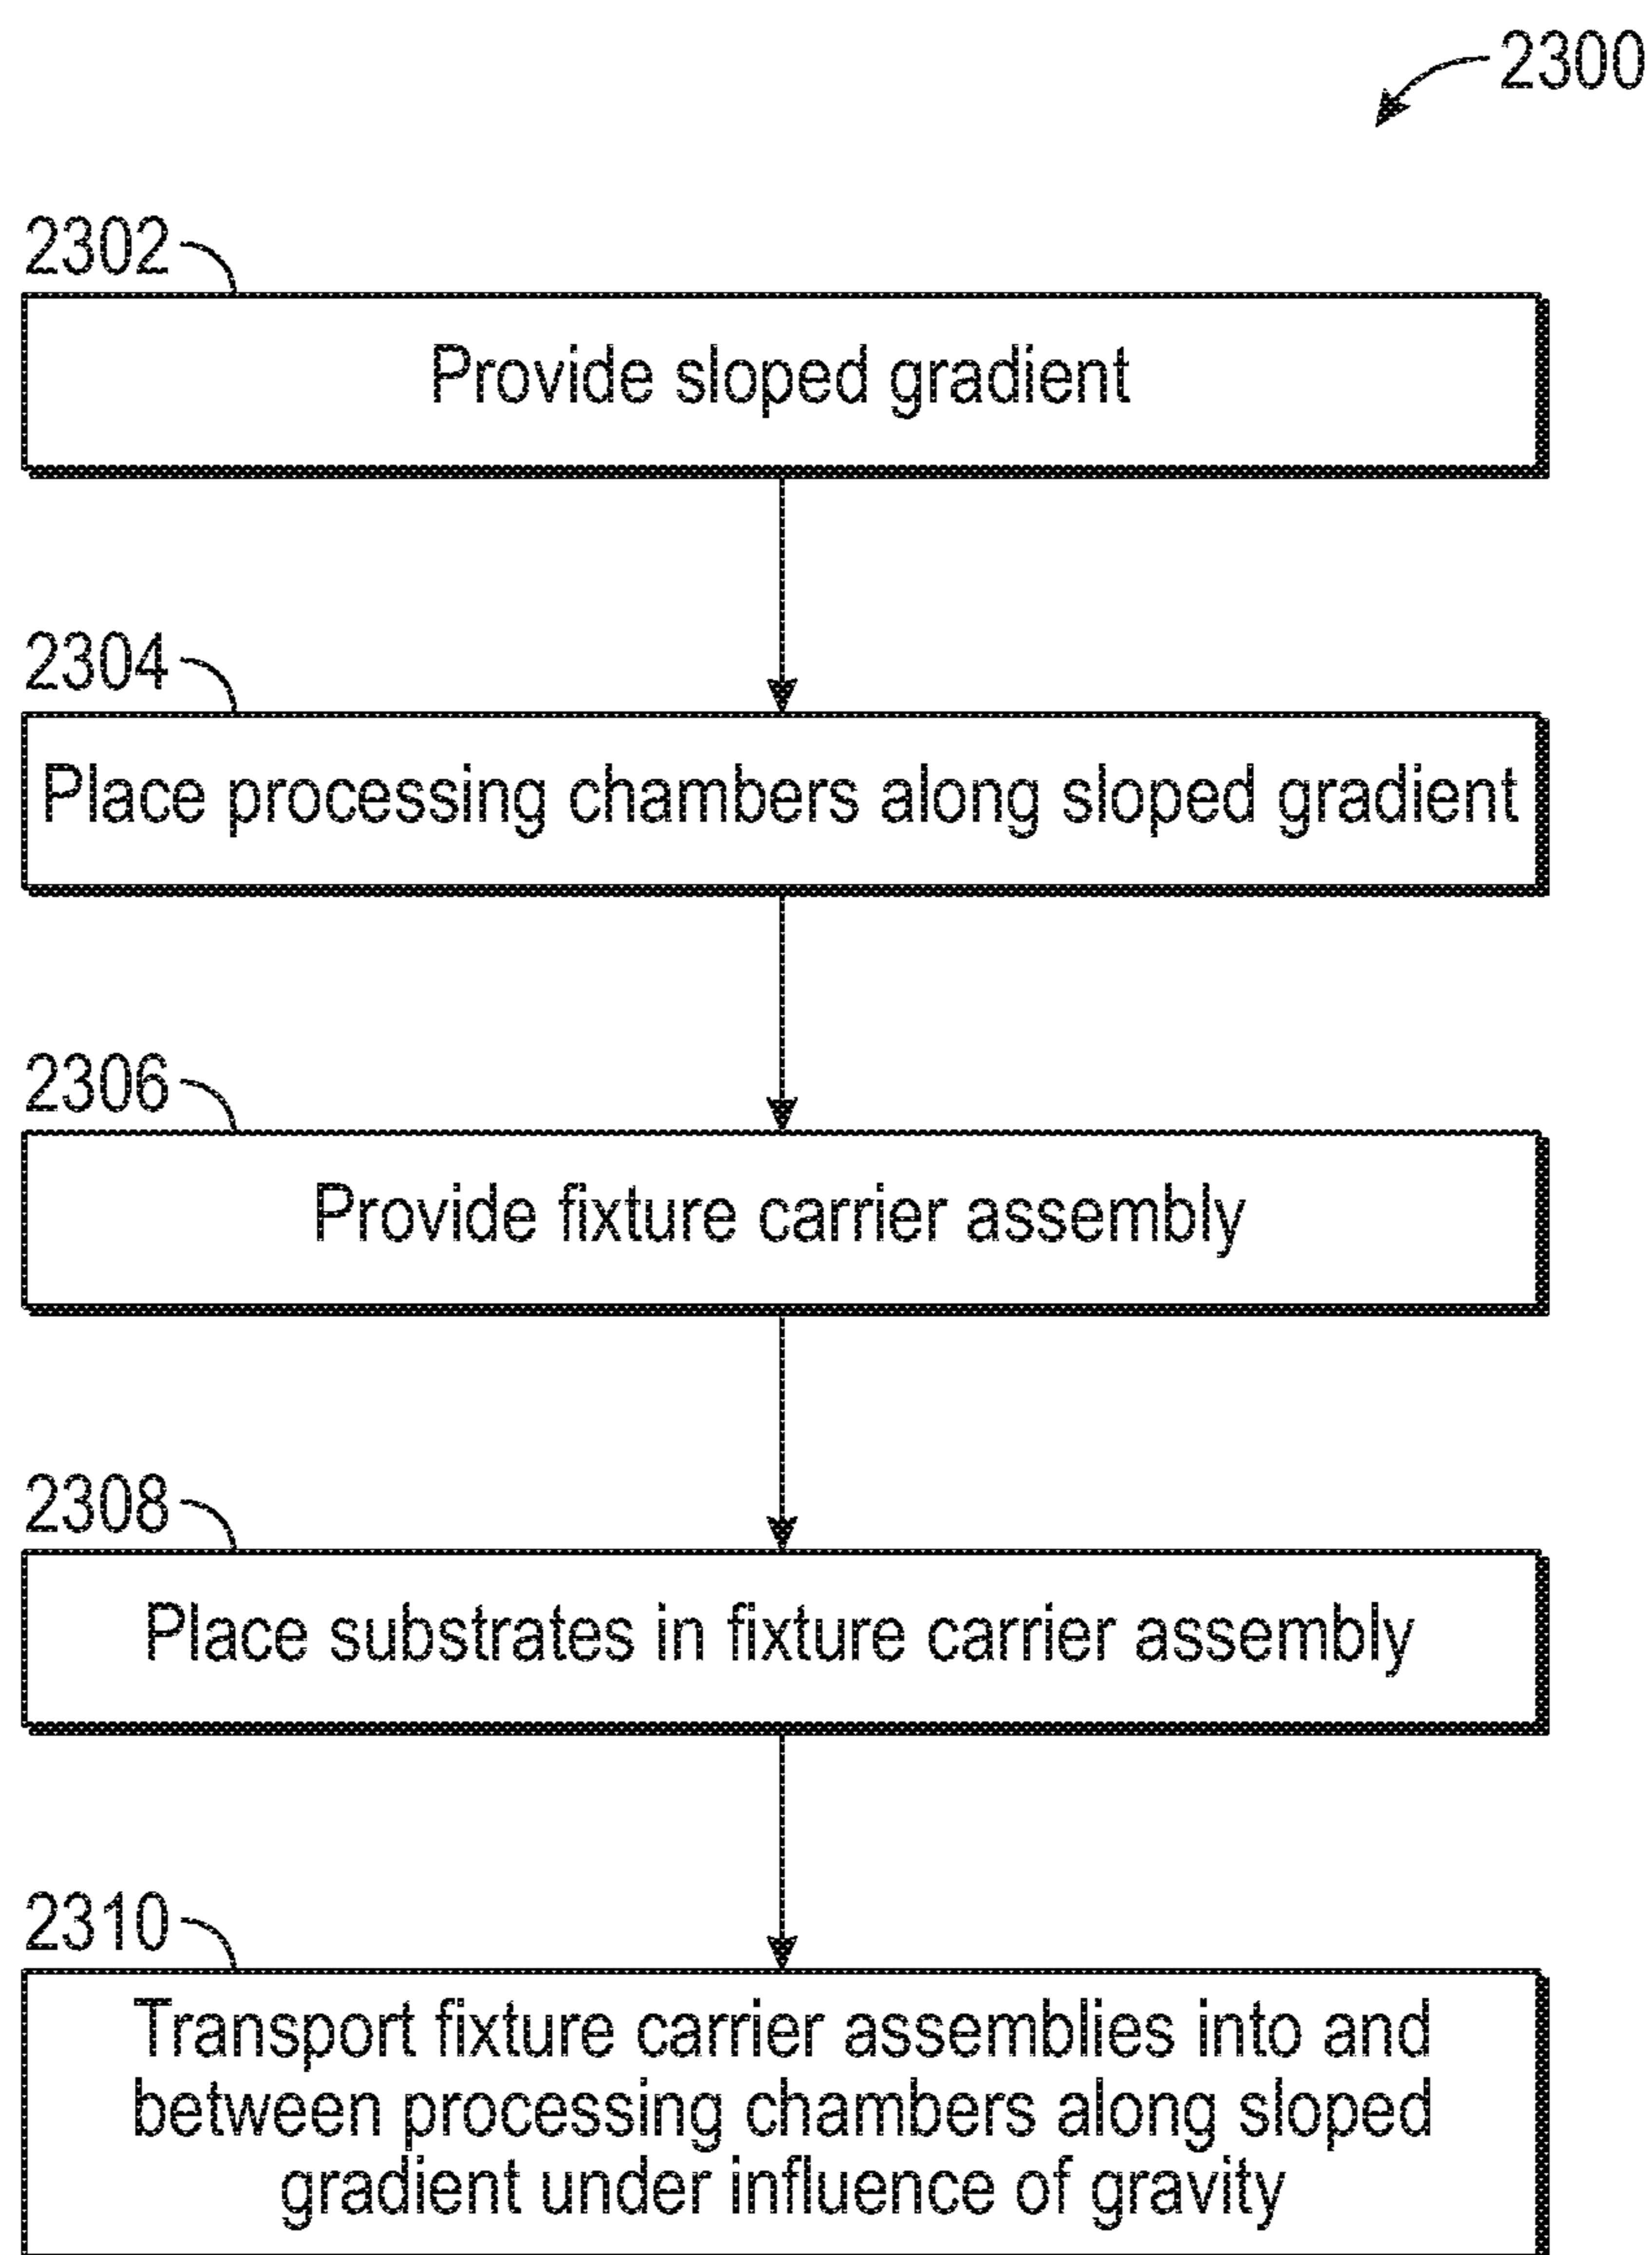 2300
2302
Provide sloped gradient
2304
Place processing chambers along sloped gradient
2306
Provide fixture carrier assembly
2308
Place substrates in fixture carrier assembly
2310
Transport fixture carrier assemblies into and
between processing chambers along sloped
gradient under influence of gravity